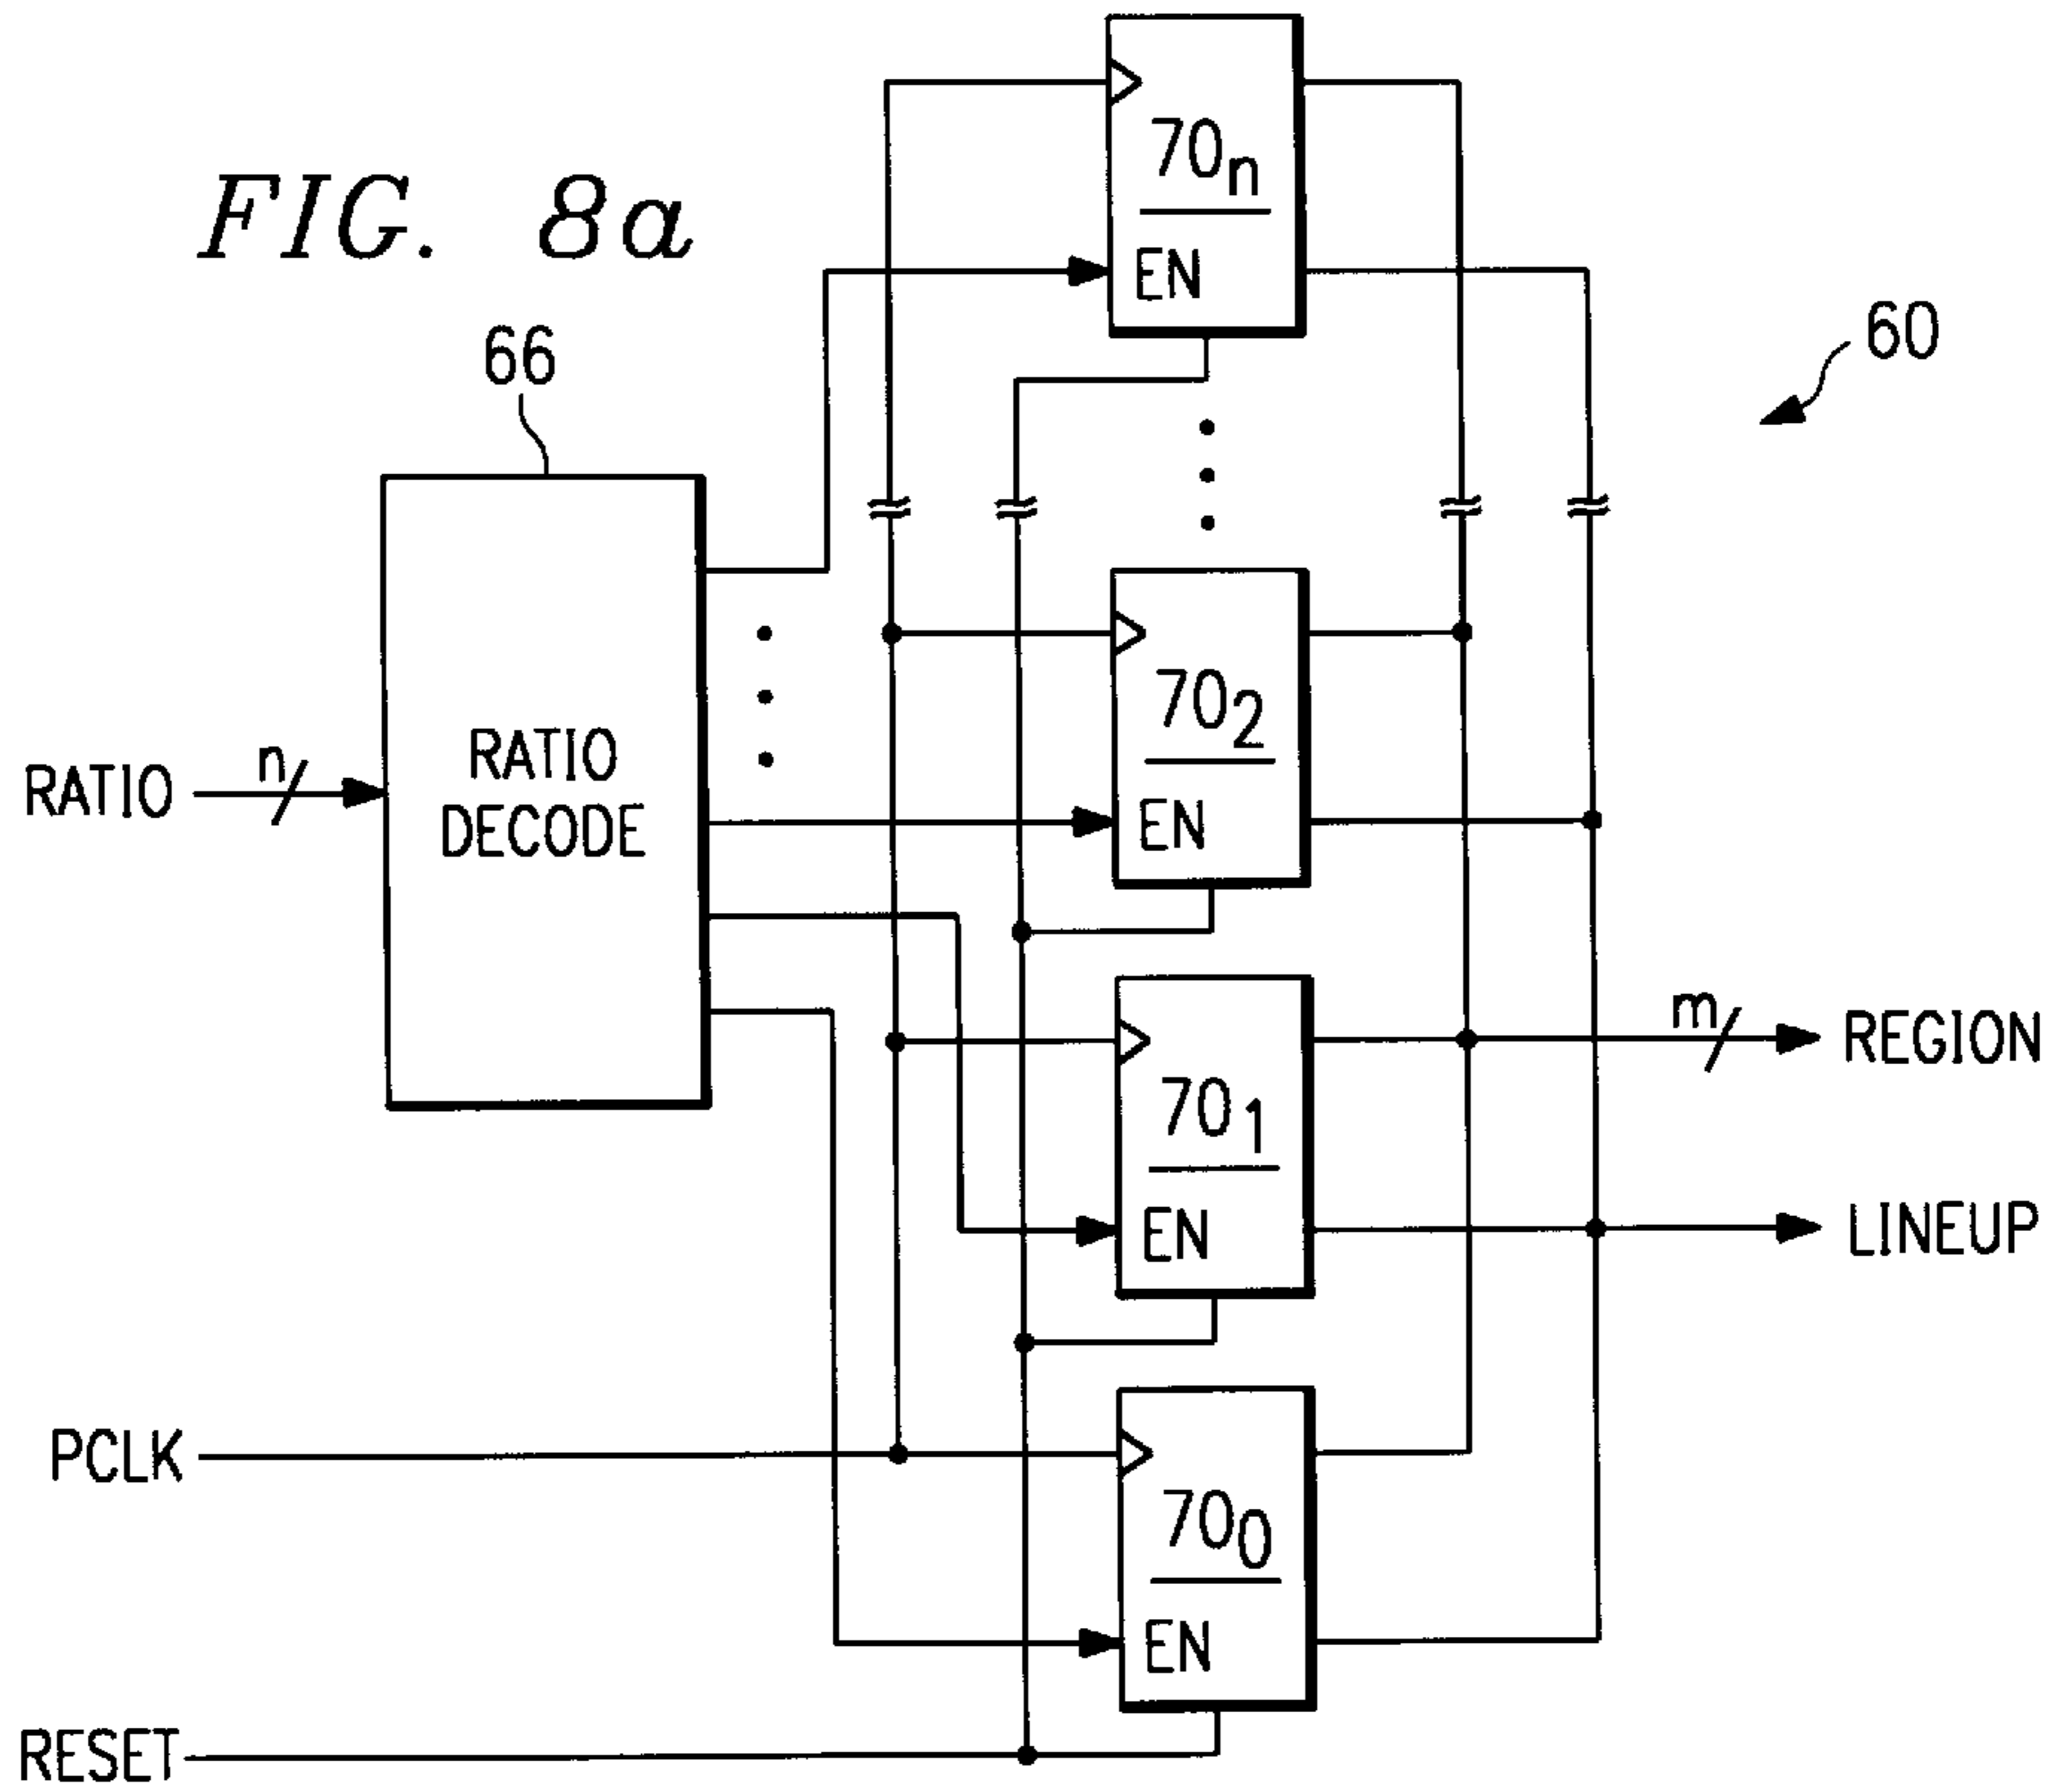 FIG. 8a
70n
EN
60
66
702
EN
RATIO
n
RATIO
DECODE
701
EN
m
REGION
LINEUP
PCLK
700
EN
RESET